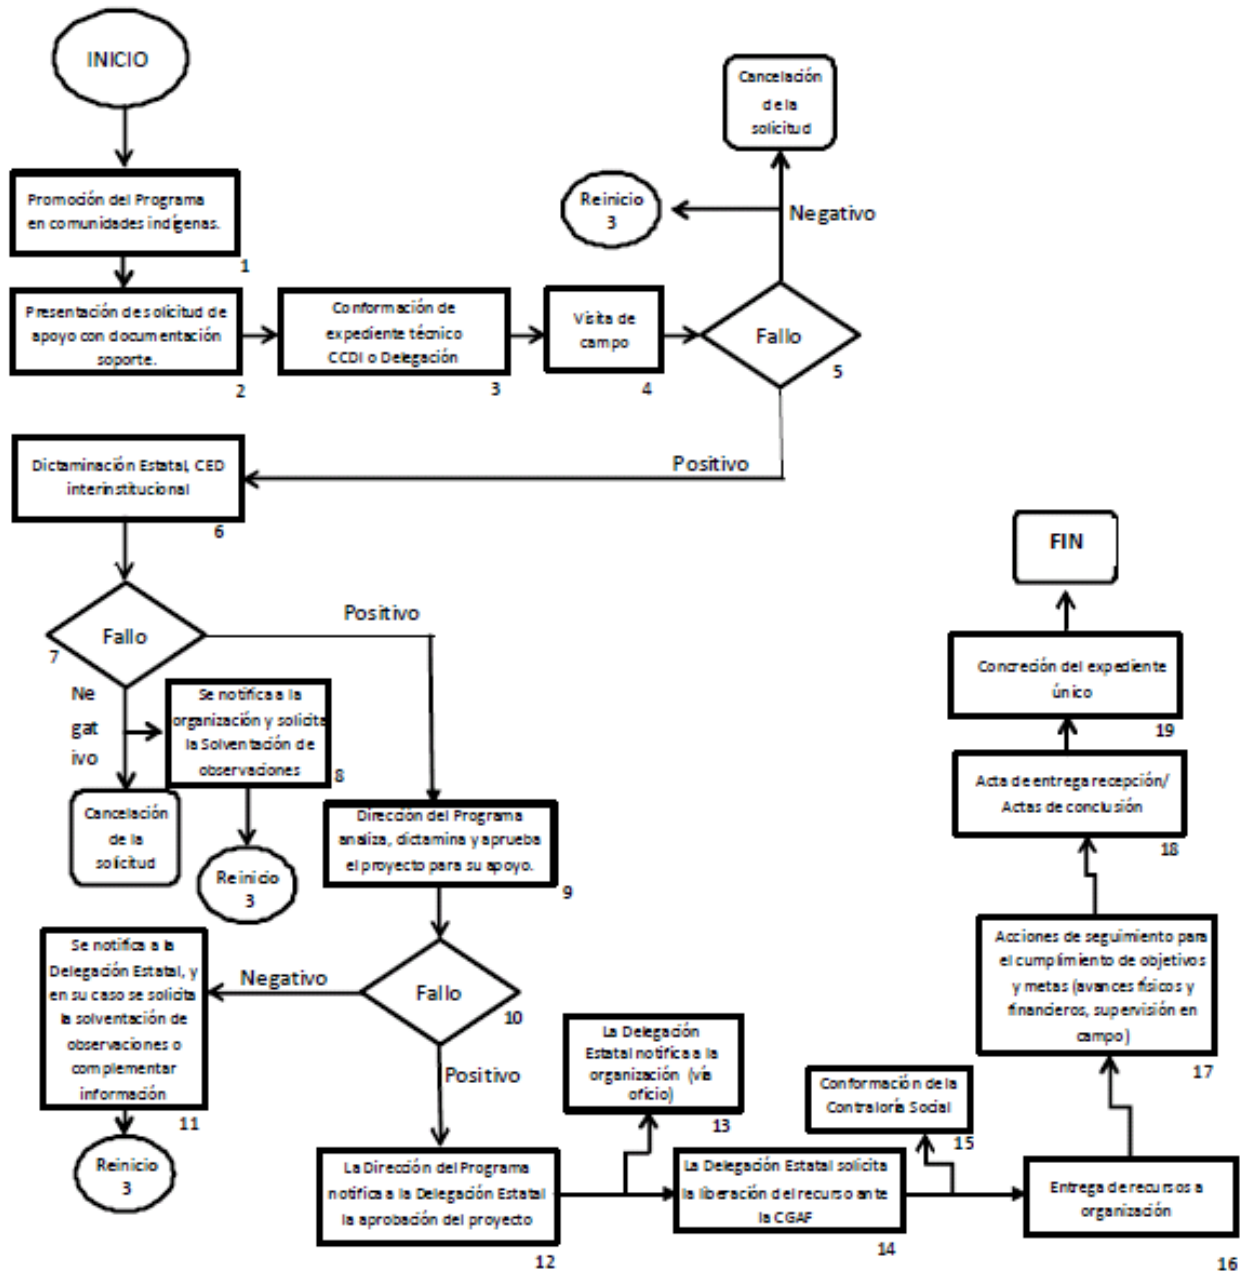 INICIO
Promoción del Programa
en comunidades indígenas.
1
Presentación de solicitud de
apoyo con documentación
soporte.
2
Conformación de
expediente técnico
CCDI o Delegación
3
Visita de
campo
4
Fallo
5
Negativo
Reinicio
3
Cancelación
de la
solicitud
Positivo
Dictaminación Estatal, CED
interinstitucional
6
Fallo
7
Positivo
Ne
gat
ivo
Se notifica a la
organización y solicita
la Solventación de
observaciones
8
Cancelación
de la
solicitud
Reinicio
3
Dirección del Programa
analiza, dictamina y aprueba
el proyecto para su apoyo.
9
Fallo
10
Negativo
Se notifica a la
Delegación Estatal, y
en su caso se solicita
la solventación de
observaciones o
complementar
información
11
Reinicio
3
Positivo
La Dirección del Programa
notifica a la Delegación Estatal
la aprobación del proyecto
12
La Delegación
Estatal notifica a la
organización (vía
oficio)
13
La Delegación Estatal solicita
la liberación del recurso ante
la CGAF
14
Conformación de la
Contraloría Social
15
Entrega de recursos a
organización
16
Acciones de seguimiento para
el cumplimiento de objetivos
y metas (avances físicos y
financieros, supervisión en
campo)
17
Acta de entrega recepción/
Actas de conclusión
18
Concreción del expediente
único
19
FIN